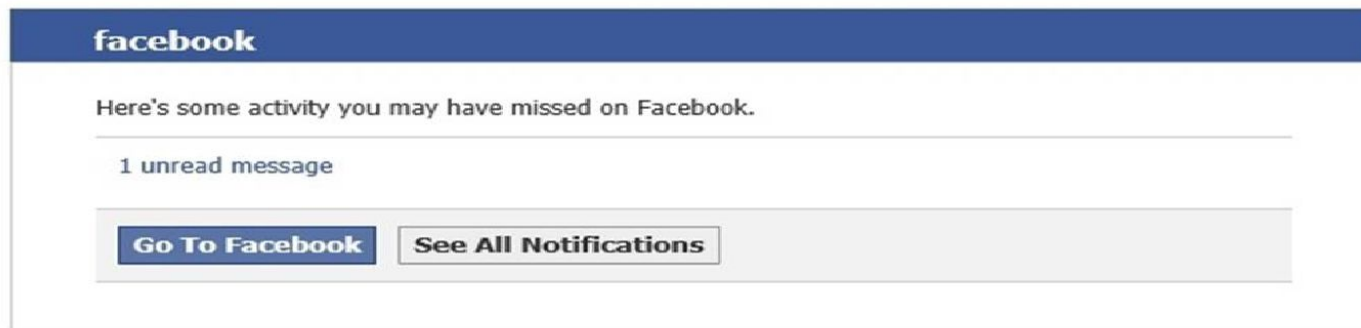 facebook
Here's some activity you may have missed on Facebook.
1 unread message
Go To Facebook See All Notifications